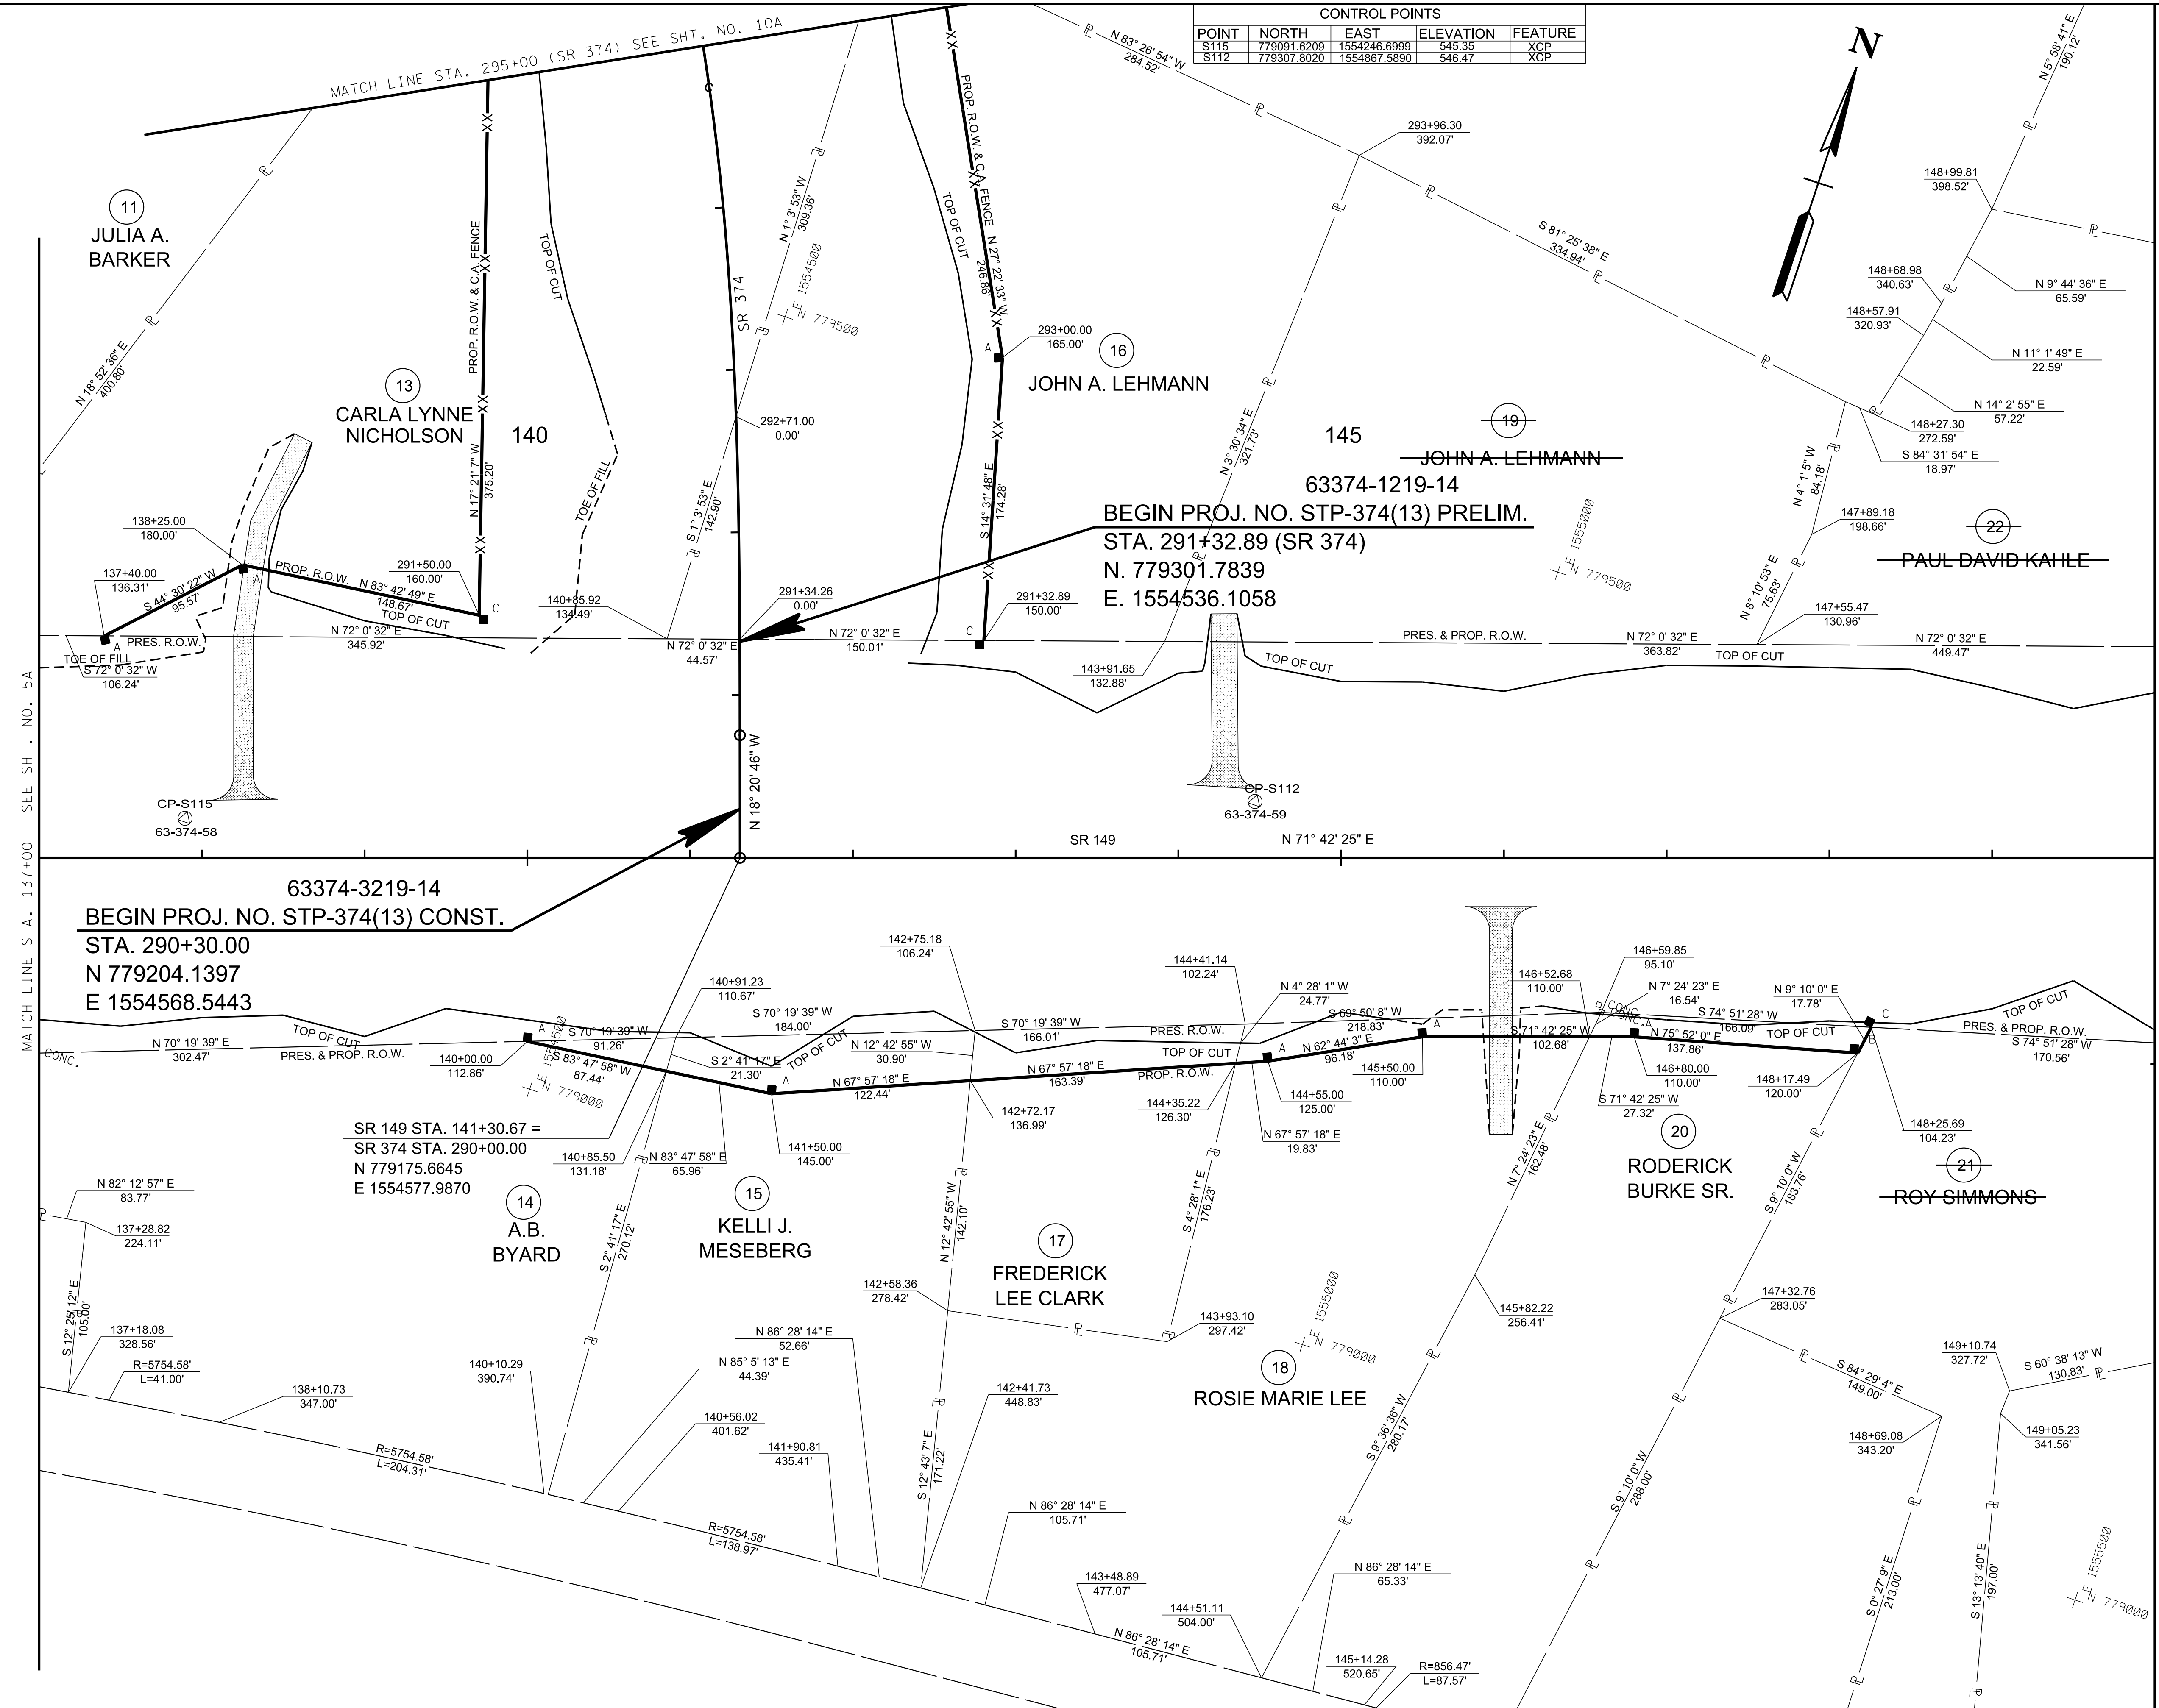 CONTROL POINTS
POINT NORTH EAST ELEVATION FEATURE
S115 779091.6209 1554246.6999 545.35 XCP
S112 779307.8020 1554867.5890 546.47 XCP
N
MATCH LINE STA. 295+00 (SR 374) SEE SHT. NO. 10A
N 83° 26' 54" W
284.52'
N 5° 58' 41" E
190.12'
293+96.30
392.07'
148+99.81
398.52'
11
JULIA A.
BARKER
N 18° 52' 36" E
400.80'
PROP. R.O.W. & C.A. FENCE
N 17° 21' 7" W
375.20'
TOP OF CUT
TOE OF FILL
SR 374
N 1° 3' 53" W
309.36'
E 1554500
N 779500
PROP. R.O.W. & C.A. FENCE N 27° 22' 33" W
246.86'
TOP OF CUT
S 81° 25' 38" E
334.94'
148+68.98
340.63'
N 9° 44' 36" E
65.59'
148+57.91
320.93'
N 11° 1' 49" E
22.59'
N 14° 2' 55" E
57.22'
148+27.30
272.59'
S 84° 31' 54" E
18.97'
293+00.00
165.00'
A
16
JOHN A. LEHMANN
13
CARLA LYNNE
NICHOLSON
140
292+71.00
0.00'
S 1° 3' 53" E
142.90'
S 14° 31' 48" E
174.28'
N 3° 30' 34" E
321.73'
145
19
JOHN A. LEHMANN
63374-1219-14
BEGIN PROJ. NO. STP-374(13) PRELIM.
STA. 291+32.89 (SR 374)
N. 779301.7839
E. 1554536.1058
E 1555000
N 779500
N 4° 1' 5" W
84.18'
147+89.18
198.66'
22
PAUL DAVID KAHLE
N 8° 10' 53" E
75.63'
147+55.47
130.96'
138+25.00
180.00'
137+40.00
136.31'
S 44° 30' 22" W
95.57'
A
A
PROP. R.O.W. N 83° 42' 49" E
148.67'
TOP OF CUT
291+50.00
160.00'
C
140+85.92
134.49'
291+34.26
0.00'
291+32.89
150.00'
C
PRES. R.O.W.
TOE OF FILL
S 72° 0' 32" W
106.24'
N 72° 0' 32" E
345.92'
N 72° 0' 32" E
44.57'
N 72° 0' 32" E
150.01'
143+91.65
132.88'
TOP OF CUT
PRES. & PROP. R.O.W.
N 72° 0' 32" E
363.82'
TOP OF CUT
N 72° 0' 32" E
449.47'
MATCH LINE STA. 137+00 SEE SHT. NO. 5A
CP-S115
63-374-58
N 18° 20' 46" W
CP-S112
63-374-59
SR 149
N 71° 42' 25" E
63374-3219-14
BEGIN PROJ. NO. STP-374(13) CONST.
STA. 290+30.00
N 779204.1397
E 1554568.5443
CONC.
TOP OF CUT
N 70° 19' 39" E
302.47'
PRES. & PROP. R.O.W.
140+00.00
112.86'
A
E 1554500
N 779000
S 70° 19' 39" W
91.26'
S 83° 47' 58" W
87.44'
140+91.23
110.67'
S 2° 41' 17" E
21.30'
A
S 70° 19' 39" W
184.00'
TOP OF CUT
142+75.18
106.24'
N 12° 42' 55" W
30.90'
N 67° 57' 18" E
122.44'
S 70° 19' 39" W
166.01'
N 67° 57' 18" E
163.39'
144+41.14
102.24'
PRES. R.O.W.
TOP OF CUT
PROP. R.O.W.
N 4° 28' 1" W
24.77'
A
S 69° 50' 8" W
218.83'
N 62° 44' 3" E
96.18'
A
145+50.00
110.00'
146+52.68
110.00'
S 71° 42' 25" W
102.68'
146+59.85
95.10'
CONC.
CONC.
A
N 7° 24' 23" E
16.54'
S 74° 51' 28" W
166.09'
N 75° 52' 0" E
137.86'
N 9° 10' 0" E
17.78'
TOP OF CUT
C
B
TOP OF CUT
PRES. & PROP. R.O.W.
S 74° 51' 28" W
170.56'
146+80.00
110.00'
S 71° 42' 25" W
27.32'
148+17.49
120.00'
148+25.69
104.23'
SR 149 STA. 141+30.67 =
SR 374 STA. 290+00.00
N 779175.6645
E 1554577.9870
140+85.50
131.18'
N 83° 47' 58" E
65.96'
141+50.00
145.00'
142+72.17
136.99'
144+35.22
126.30'
144+55.00
125.00'
N 67° 57' 18" E
19.83'
N 82° 12' 57" E
83.77'
137+28.82
224.11'
S 12° 25' 12" E
105.00'
137+18.08
328.56'
R=5754.58'
L=41.00'
14
A.B.
BYARD
S 2° 41' 17" E
270.12'
15
KELLI J.
MESEBERG
N 12° 42' 55" W
142.10'
17
FREDERICK
LEE CLARK
S 4° 28' 1" E
176.23'
142+58.36
278.42'
143+93.10
297.42'
18
ROSIE MARIE LEE
E 1555000
N 779000
N 7° 24' 23" E
162.48'
145+82.22
256.41'
20
RODERICK
BURKE SR.
S 9° 10' 0" W
183.76'
21
ROY SIMMONS
147+32.76
283.05'
S 84° 29' 4" E
149.00'
149+10.74
327.72'
S 60° 38' 13" W
130.83'
148+69.08
343.20'
149+05.23
341.56'
138+10.73
347.00'
140+10.29
390.74'
R=5754.58'
L=204.31'
N 86° 28' 14" E
52.66'
N 85° 5' 13" E
44.39'
140+56.02
401.62'
141+90.81
435.41'
R=5754.58'
L=138.97'
S 12° 43' 7" E
171.22'
142+41.73
448.83'
N 86° 28' 14" E
105.71'
143+48.89
477.07'
N 86° 28' 14" E
105.71'
144+51.11
504.00'
S 9° 36' 36" W
280.17'
N 86° 28' 14" E
65.33'
145+14.28
520.65'
R=856.47'
L=87.57'
S 9° 10' 0" W
288.00'
S 0° 27' 9" E
213.00'
S 13° 13' 40" E
197.00'
E 1555500
N 779000